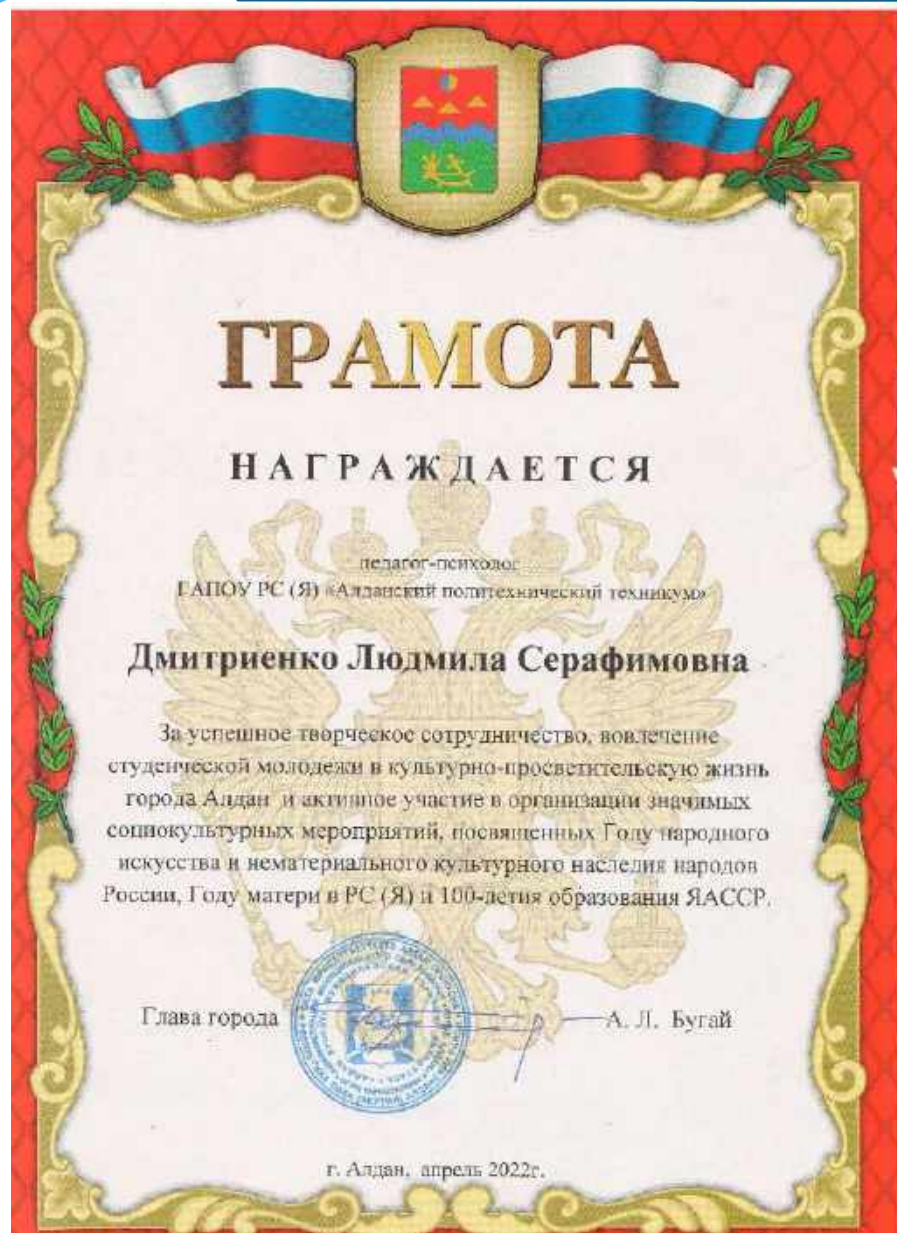 ГРАМОТА
НАГРАЖДАЕТСЯ
педагог-психолог
ГАПОУ РС (Я) «Алданский политехнический техникум»
Дмитриенко Людмила Серафимовна
За успешное творческое сотрудничество, вовлечение
студенческой молодежи в культурно-просветительскую жизнь
города Алдан и активное участие в организации значимых
социокультурных мероприятий, посвященных Году народного
искусства и нематериального культурного наследия народов
России, Году матери в РС (Я) и 100-летия образования ЯАССР.
Глава города А. Л. Бугай
г. Алдан, апрель 2022г.